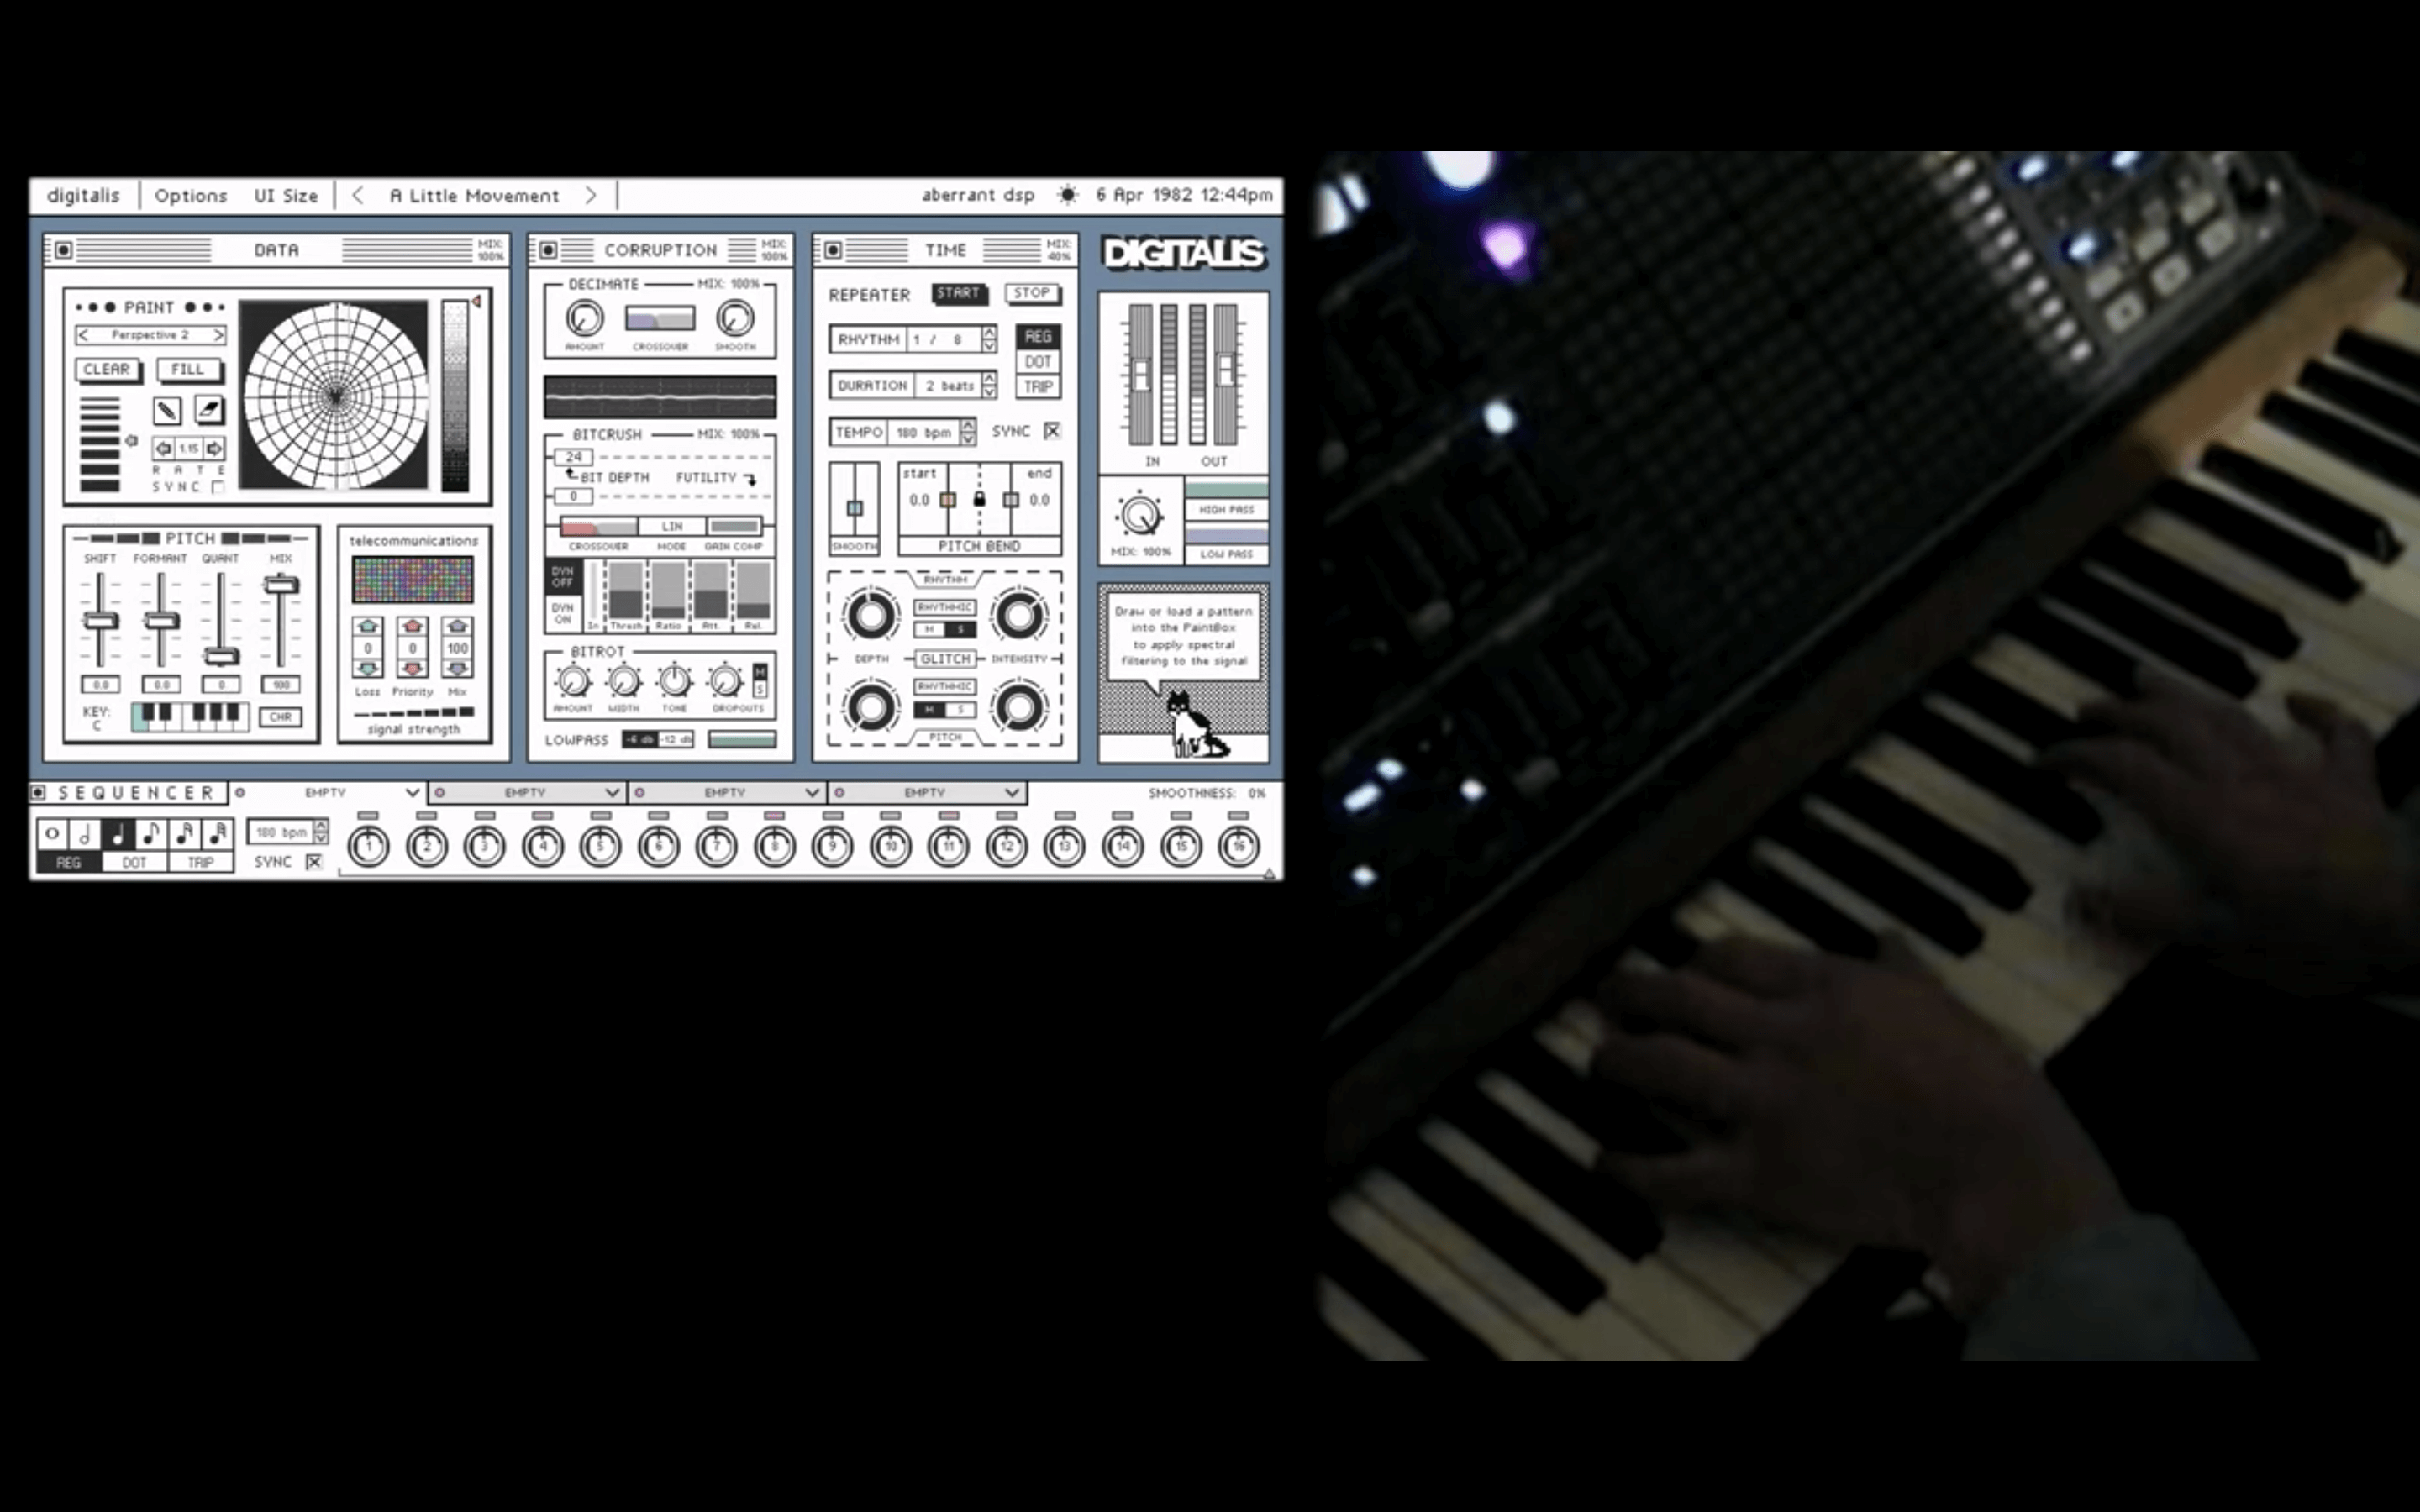 digitalis Options UI Size < A Little Movement > aberrant dsp 6 Apr 1982 12:44pm
DATA MIX: 100%
PAINT
< Perspective 2 >
CLEAR FILL
1.15
RATE
SYNC
PITCH
SHIFT FORMANT QUANT MIX
0.0 0.0 0 100
KEY: C CHR
telecommunications
0 0 100
Loss Priority Mix
signal strength
CORRUPTION MIX: 100%
DECIMATE MIX: 100%
AMOUNT CROSSOVER SMOOTH
BITCRUSH MIX: 100%
24
BIT DEPTH FUTILITY
0
LIN
CROSSOVER MODE GAIN COMP
DYN OFF
DYN ON
In Thresh Ratio Att. Rel.
BITROT
AMOUNT WIDTH TONE DROPOUTS
M
S
LOWPASS -6 db -12 db
TIME MIX: 40%
REPEATER START STOP
RHYTHM 1 / 8 REG
DOT
DURATION 2 beats TRIP
TEMPO 180 bpm SYNC
start end
0.0 0.0
SMOOTH PITCH BEND
RHYTHM
RHYTHMIC
M S
DEPTH GLITCH INTENSITY
RHYTHMIC
M S
PITCH
DIGITALIS
IN OUT
HIGH PASS
MIX: 100% LOW PASS
Draw or load a pattern
into the PaintBox
to apply spectral
filtering to the signal
SEQUENCER EMPTY EMPTY EMPTY EMPTY SMOOTHNESS: 0%
180 bpm 1 2 3 4 5 6 7 8 9 10 11 12 13 14 15 16
REG DOT TRIP SYNC